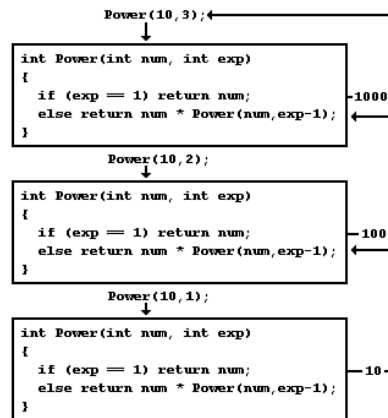 Power(10,3);
int Power(int num, int exp)
{
if (exp == 1) return num;
else return num * Power(num,exp-1);
}
1000
Power(10,2);
int Power(int num, int exp)
{
if (exp == 1) return num;
else return num * Power(num,exp-1);
}
100
Power(10,1);
int Power(int num, int exp)
{
if (exp == 1) return num;
else return num * Power(num,exp-1);
}
10